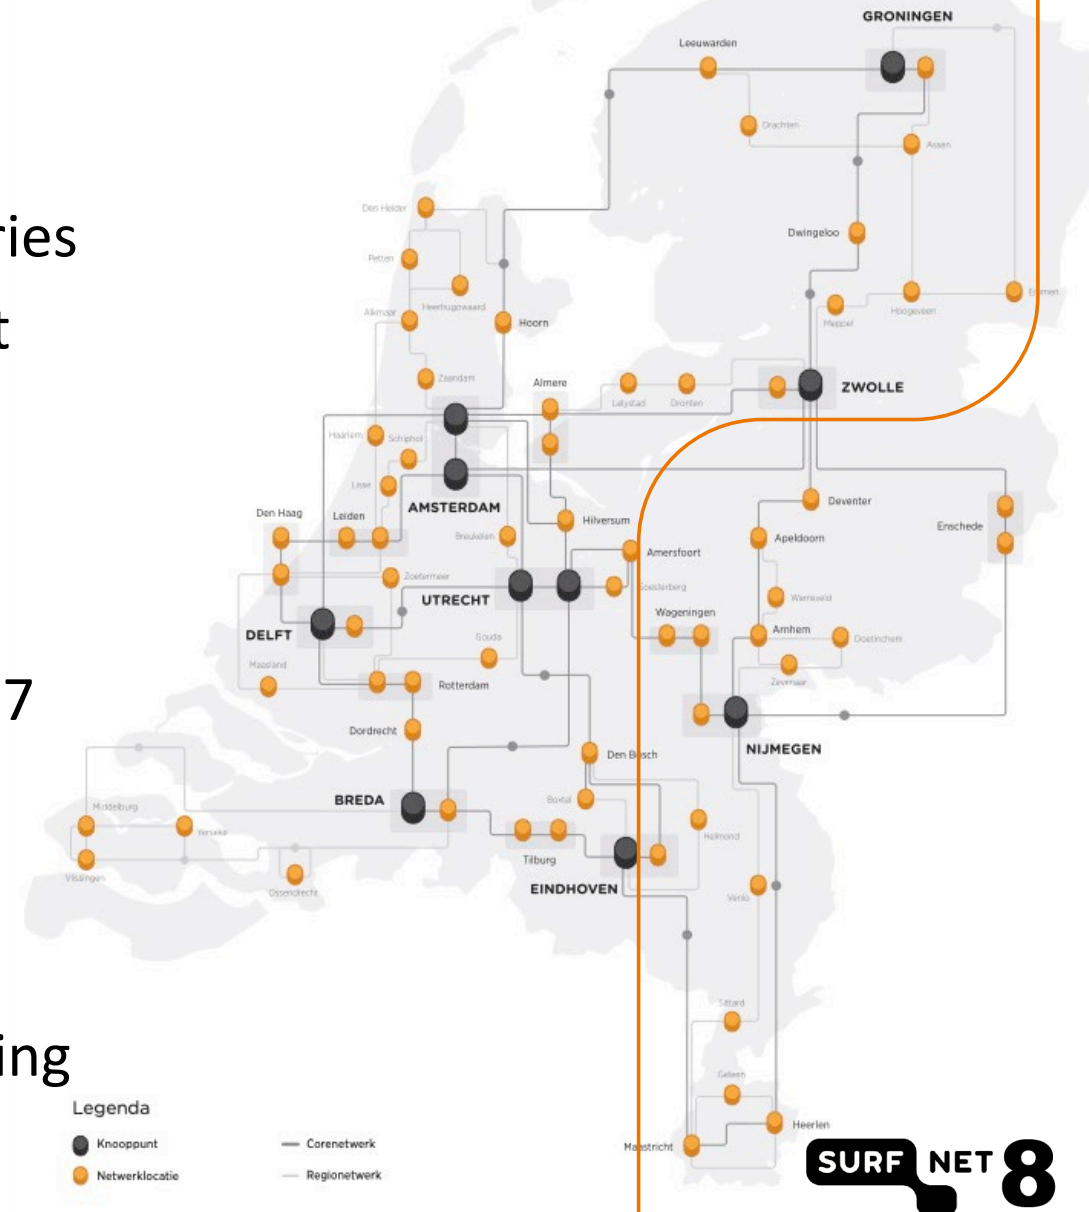 GRONINGEN
Leeuwarden
Drachten
Assen
Den Helder
ries
Dwingeloo
Petten
Emmen
Heerhugowaard
Hoogeveen
Alkmaar
Hoorn
Meppel
t
Zaandam
Almere
ZWOLLE
Lelystad
Dronten
Haarlem
Schiphol
Lisse
AMSTERDAM
Deventer
Den Haag
Leiden
Hilversum
Enschede
Breukelen
Apeldoorn
Amersfoort
Zoetermeer
Soesterberg
UTRECHT
Warnsveld
Wageningen
Arnhem
DELFT
Doetinchem
Gouda
Maasland
Zevenaar
Rotterdam
7
Dordrecht
NIJMEGEN
Den Bosch
BREDA
Boxtel
Middelburg
Yerseke
Helmond
Tilburg
Vlissingen
EINDHOVEN
Ossendrecht
Venlo
Sittard
ing
Geleen
Legenda
Heerlen
Knooppunt
Corenetwerk
Maastricht
Netwerklocatie
Regionetwerk
SURF NET 8